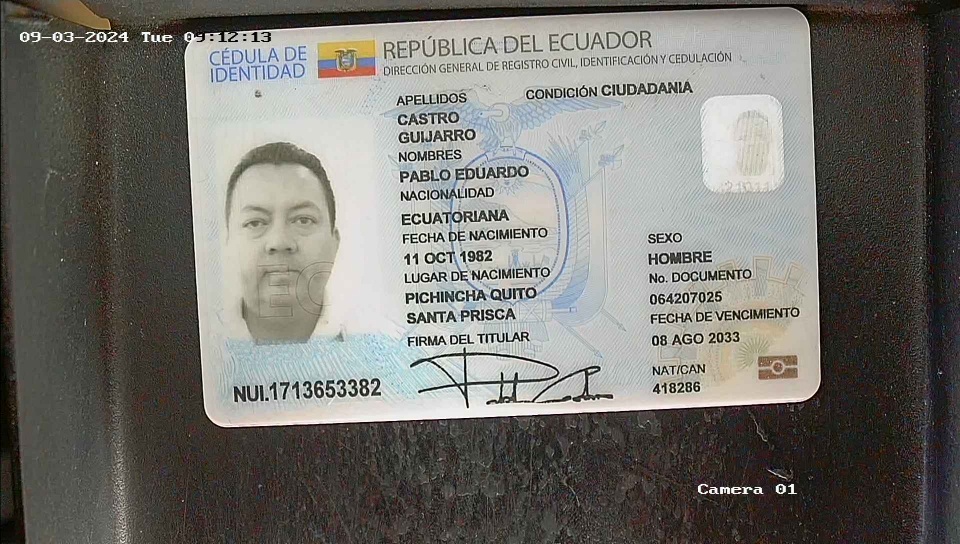 09-03-2024 Tue 09:12:13
CÉDULA DE
IDENTIDAD
REPÚBLICA DEL ECUADOR
DIRECCIÓN GENERAL DE REGISTRO CIVIL, IDENTIFICACIÓN Y CEDULACIÓN
APELLIDOS
CONDICIÓN CIUDADANIA
CASTRO
GUIJARRO
NOMBRES
PABLO EDUARDO
NACIONALIDAD
ECUATORIANA
FECHA DE NACIMIENTO
11 OCT 1982
LUGAR DE NACIMIENTO
PICHINCHA QUITO
SANTA PRISCA
FIRMA DEL TITULAR
SEXO
HOMBRE
No. DOCUMENTO
064207025
FECHA DE VENCIMIENTO
08 AGO 2033
NAT/CAN
418286
NUI.1713653382
Camera 01